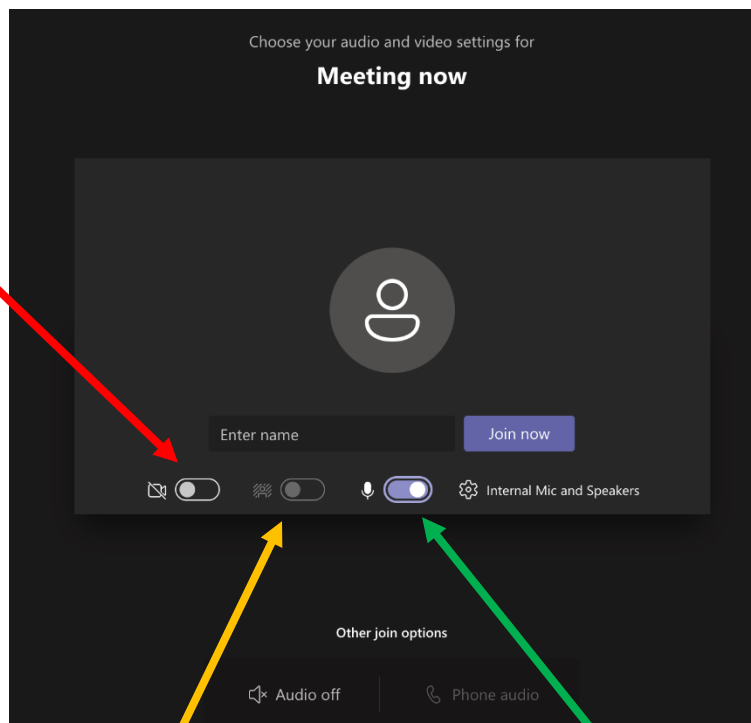 Choose your audio and video settings for
Meeting now
Enter name
Join now
Internal Mic and Speakers
Other join options
Audio off
Phone audio